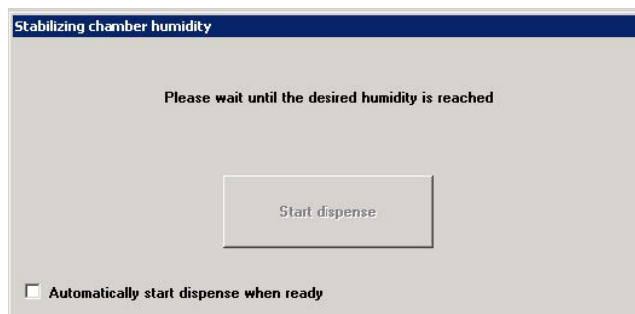 Stabilizing chamber humidity
Please wait until the desired humidity is reached
Start dispense
Automatically start dispense when ready